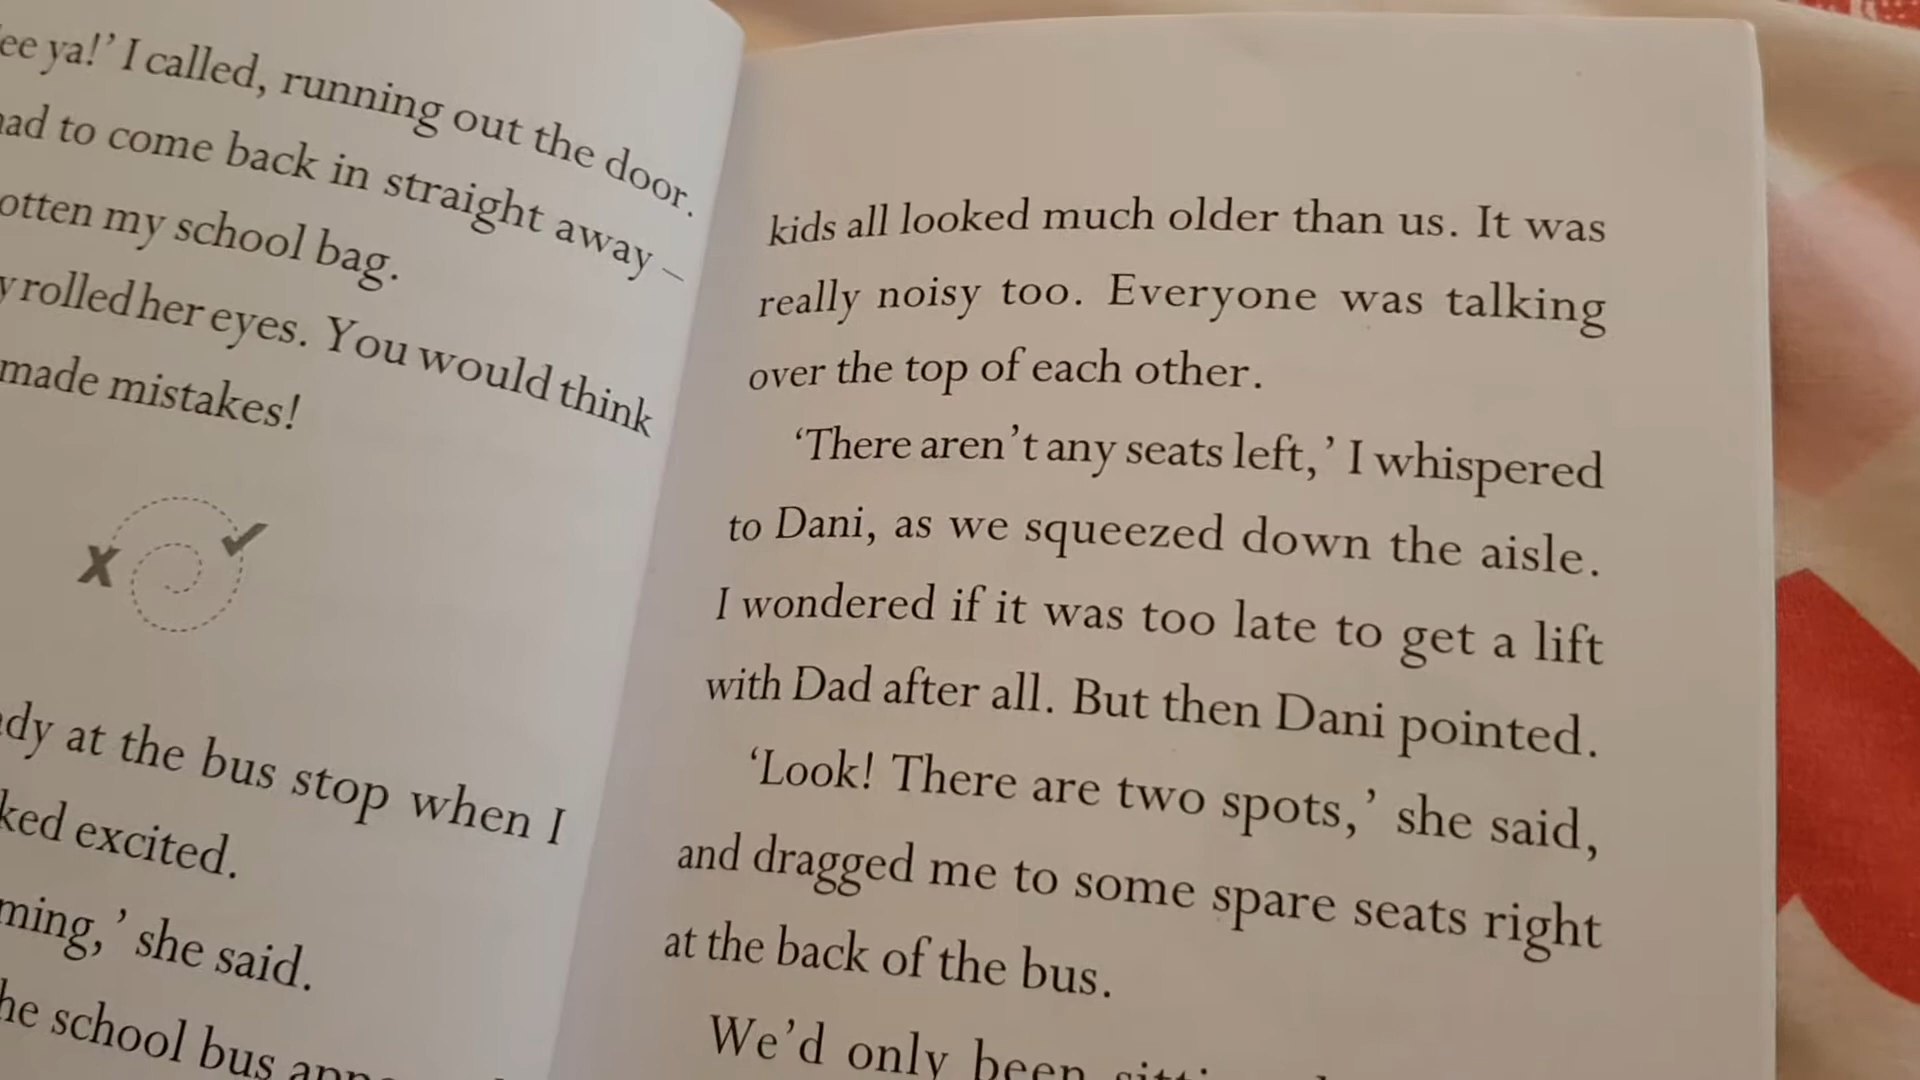 ee ya!’ I called, running out the door.
ad to come back in straight away –
otten my school bag.
y rolled her eyes. You would think
made mistakes!
dy at the bus stop when I
ked excited.
ming,’ she said.
he school bus
kids all looked much older than us. It was
really noisy too. Everyone was talking
over the top of each other.
‘There aren’t any seats left,’ I whispered
to Dani, as we squeezed down the aisle.
I wondered if it was too late to get a lift
with Dad after all. But then Dani pointed.
‘Look! There are two spots,’ she said,
and dragged me to some spare seats right
at the back of the bus.
We’d only been